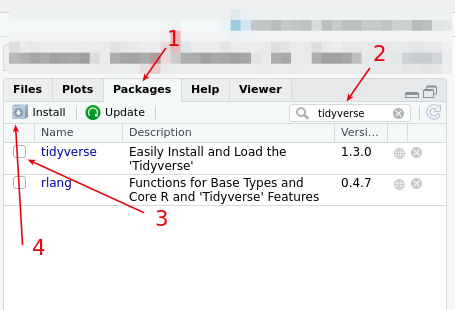 1
2
Files Plots Packages Help Viewer
Install Update tidyverse
Name Description Versi...
tidyverse Easily Install and Load the 1.3.0
'Tidyverse'
rlang Functions for Base Types and 0.4.7
Core R and 'Tidyverse' Features
3
4